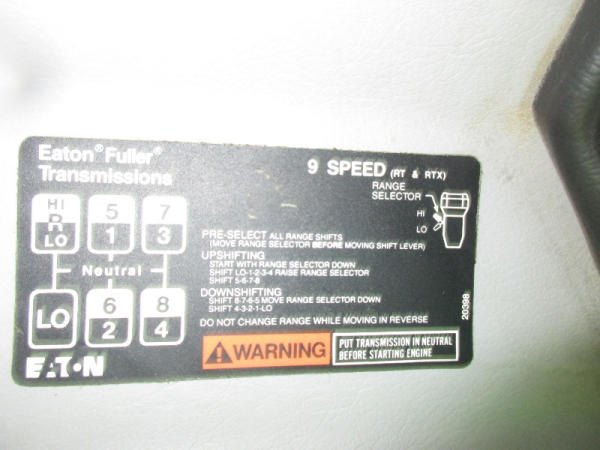 Eaton® Fuller®
Transmissions
9 SPEED (RT & RTX)
RANGE
SELECTOR
HI
LO
HI
R
LO
5
1
7
3
Neutral
LO
6
2
8
4
PRE-SELECT ALL RANGE SHIFTS
(MOVE RANGE SELECTOR BEFORE MOVING SHIFT LEVER)
UPSHIFTING
START WITH RANGE SELECTOR DOWN
SHIFT LO-1-2-3-4 RAISE RANGE SELECTOR
SHIFT 5-6-7-8
DOWNSHIFTING
SHIFT 8-7-6-5 MOVE RANGE SELECTOR DOWN
SHIFT 4-3-2-1-LO
DO NOT CHANGE RANGE WHILE MOVING IN REVERSE
20398
WARNING
PUT TRANSMISSION IN NEUTRAL
BEFORE STARTING ENGINE
EATON